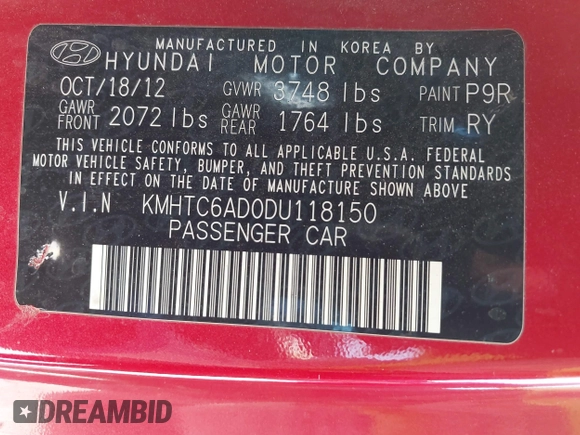 MANUFACTURED IN KOREA BY
HYUNDAI MOTOR COMPANY
OCT/18/12 GVWR 3748 lbs PAINT P9R
GAWR FRONT 2072 lbs GAWR REAR 1764 lbs TRIM RY
THIS VEHICLE CONFORMS TO ALL APPLICABLE U.S.A. FEDERAL
MOTOR VEHICLE SAFETY, BUMPER, AND THEFT PREVENTION STANDARDS
IN EFFECT ON THE DATE OF MANUFACTURE SHOWN ABOVE
V.I.N KMHTC6AD0DU118150
PASSENGER CAR
DREAMBID